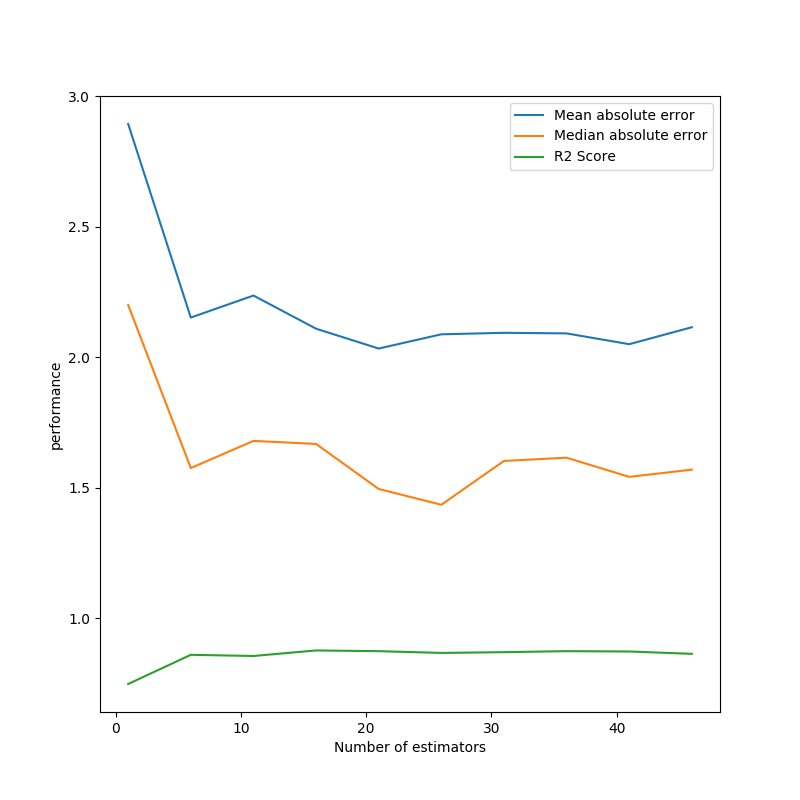 3.0
2.5
2.0
1.5
1.0
performance
Mean absolute error
Median absolute error
R2 Score
0 10 20 30 40
Number of estimators